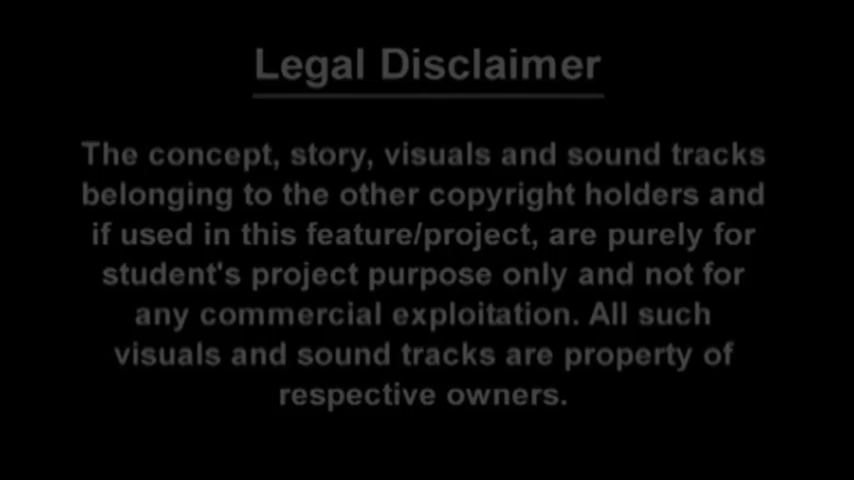 Legal Disclaimer
The concept, story, visuals and sound tracks
belonging to the other copyright holders and
if used in this feature/project, are purely for
student's project purpose only and not for
any commercial exploitation. All such
visuals and sound tracks are property of
respective owners.